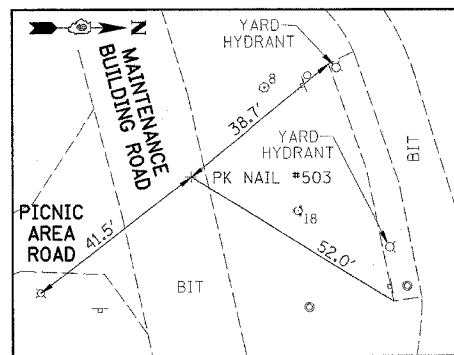 N
YARD
HYDRANT
MAINTENANCE
BUILDING ROAD
8
38.7'
YARD
HYDRANT
BIT
PK NAIL #503
PICNIC
AREA
ROAD
41.5'
18
52.0'
BIT